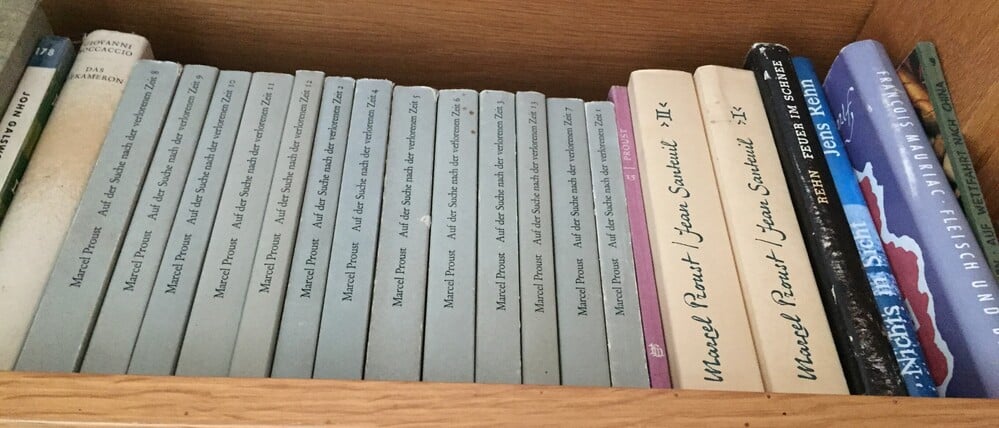 178
JOHN GALSW
GIOVANNI
BOCCACCIO
DAS
DEKAMERON
Marcel Proust Auf der Suche nach der verlorenen Zeit 8
Marcel Proust Auf der Suche nach der verlorenen Zeit 9
Marcel Proust Auf der Suche nach der verlorenen Zeit 10
Marcel Proust Auf der Suche nach der verlorenen Zeit 11
Marcel Proust Auf der Suche nach der verlorenen Zeit 12
Marcel Proust Auf der Suche nach der verlorenen Zeit 2
Marcel Proust Auf der Suche nach der verlorenen Zeit 4
Marcel Proust Auf der Suche nach der verlorenen Zeit 5
Marcel Proust Auf der Suche nach der verlorenen Zeit 6
Marcel Proust Auf der Suche nach der verlorenen Zeit 3
Marcel Proust Auf der Suche nach der verlorenen Zeit 13
Marcel Proust Auf der Suche nach der verlorenen Zeit 7
Marcel Proust Auf der Suche nach der verlorenen Zeit 1
PROUST
Marcel Proust / Jean Santeuil >II<
Marcel Proust / Jean Santeuil >I<
REHN FEUER IM SCHNEE
Jens Rehn
Nichts in Sicht
FRANÇOIS MAURIAC · FLEISCH UND
AUF WELTFAHRT NACH